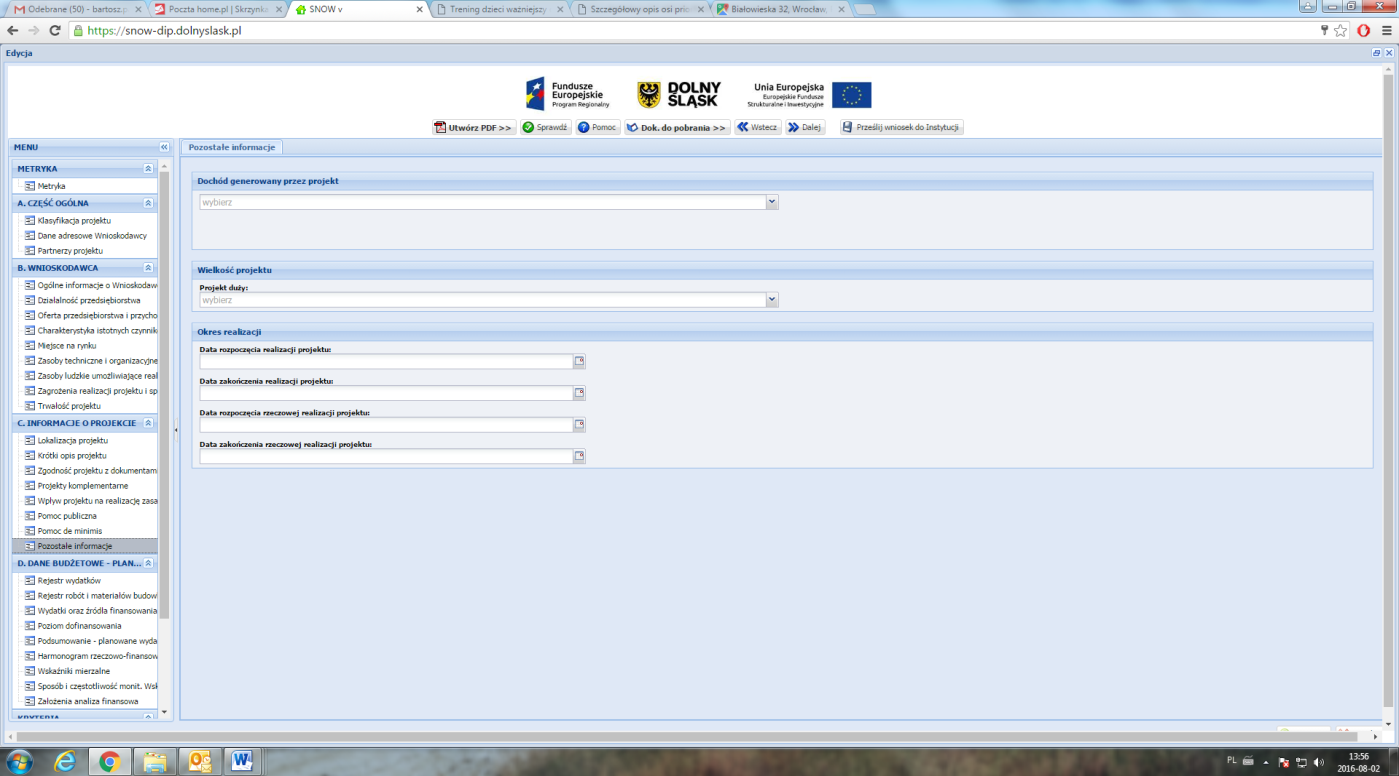 Odebrane (50) - bartosz.p
Poczta home.pl | Skrzynka
SNOW v
Trening dzieci ważniejszy
Szczegółowy opis osi prio
Białowieska 32, Wrocław,
https://snow-dip.dolnyslask.pl
Edycja
Fundusze
Europejskie
Program Regionalny
DOLNY
ŚLĄSK
Unia Europejska
Europejskie Fundusze
Strukturalne i Inwestycyjne
Utwórz PDF >>
Sprawdź
Pomoc
Dok. do pobrania >>
Wstecz
Dalej
Prześlij wniosek do Instytucji
MENU
METRYKA
Metryka
A. CZĘŚĆ OGÓLNA
Klasyfikacja projektu
Dane adresowe Wnioskodawcy
Partnerzy projektu
B. WNIOSKODAWCA
Ogólne informacje o Wnioskodaw
Działalność przedsiębiorstwa
Oferta przedsiębiorstwa i przycho
Charakterystyka istotnych czynnik
Miejsce na rynku
Zasoby techniczne i organizacyjne
Zasoby ludzkie umożliwiające real
Zagrożenia realizacji projektu i sp
Trwałość projektu
C. INFORMACJE O PROJEKCIE
Lokalizacja projektu
Krótki opis projektu
Zgodność projektu z dokumentam
Projekty komplementarne
Wpływ projektu na realizację zasa
Pomoc publiczna
Pomoc de minimis
Pozostałe informacje
D. DANE BUDŻETOWE - PLAN...
Rejestr wydatków
Rejestr robót i materiałów budow
Wydatki oraz źródła finansowania
Poziom dofinansowania
Podsumowanie - planowane wyda
Harmonogram rzeczowo-finansow
Wskaźniki mierzalne
Sposób i częstotliwość monit. Wsk
Założenia analiza finansowa
KRYTERIA
Pozostałe informacje
Dochód generowany przez projekt
wybierz
Wielkość projektu
Projekt duży:
wybierz
Okres realizacji
Data rozpoczęcia realizacji projektu:
Data zakończenia realizacji projektu:
Data rozpoczęcia rzeczowej realizacji projektu:
Data zakończenia rzeczowej realizacji projektu:
PL
13:56
2016-08-02